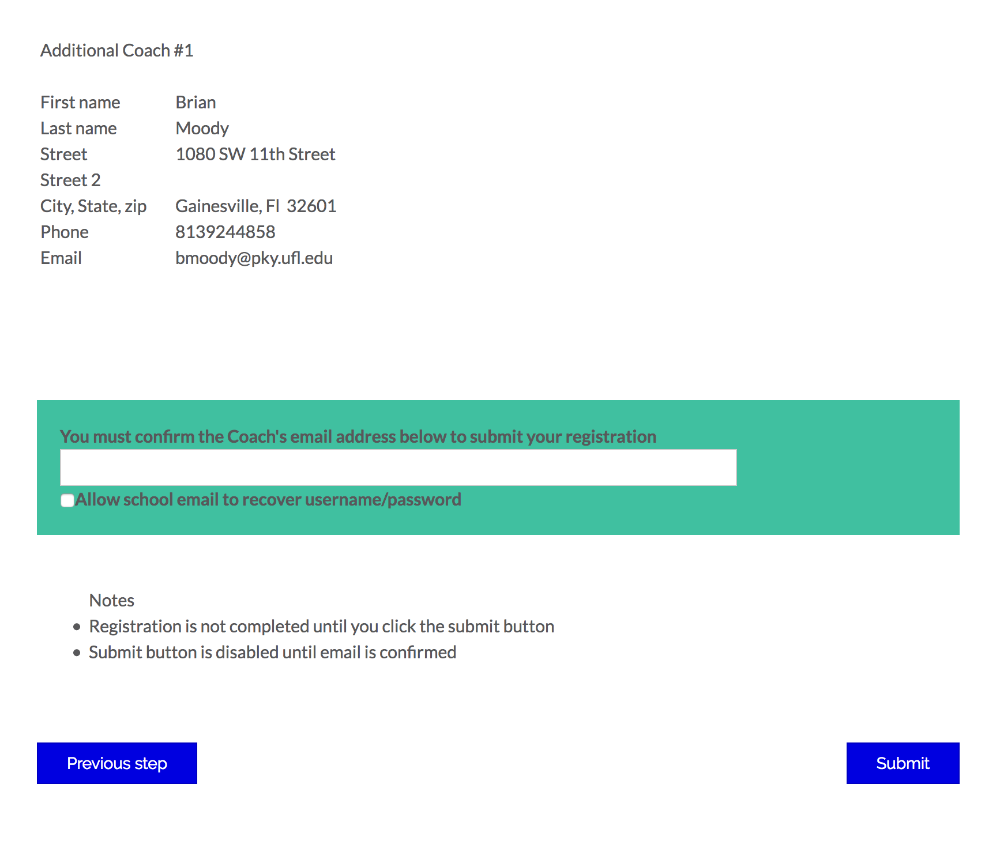 Additional Coach #1
First name Brian
Last name Moody
Street 1080 SW 11th Street
Street 2
City, State, zip Gainesville, Fl 32601
Phone 8139244858
Email bmoody@pky.ufl.edu
You must confirm the Coach's email address below to submit your registration
Allow school email to recover username/password
Notes
Registration is not completed until you click the submit button
Submit button is disabled until email is confirmed
Previous step Submit